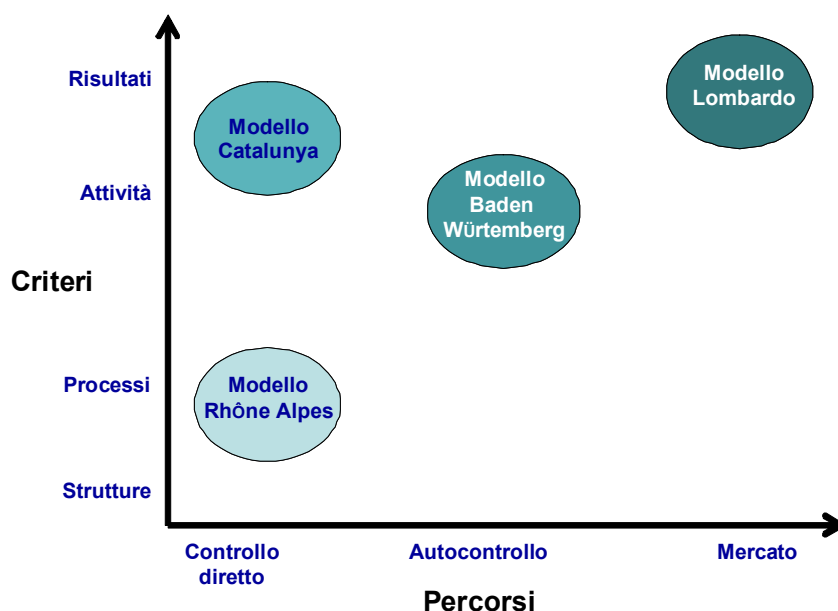 Risultati
Modello
Lombardo
Modello
Catalunya
Attività
Modello
Baden
Würtemberg
Criteri
Processi
Modello
Rhône Alpes
Strutture
Controllo
diretto
Autocontrollo
Mercato
Percorsi